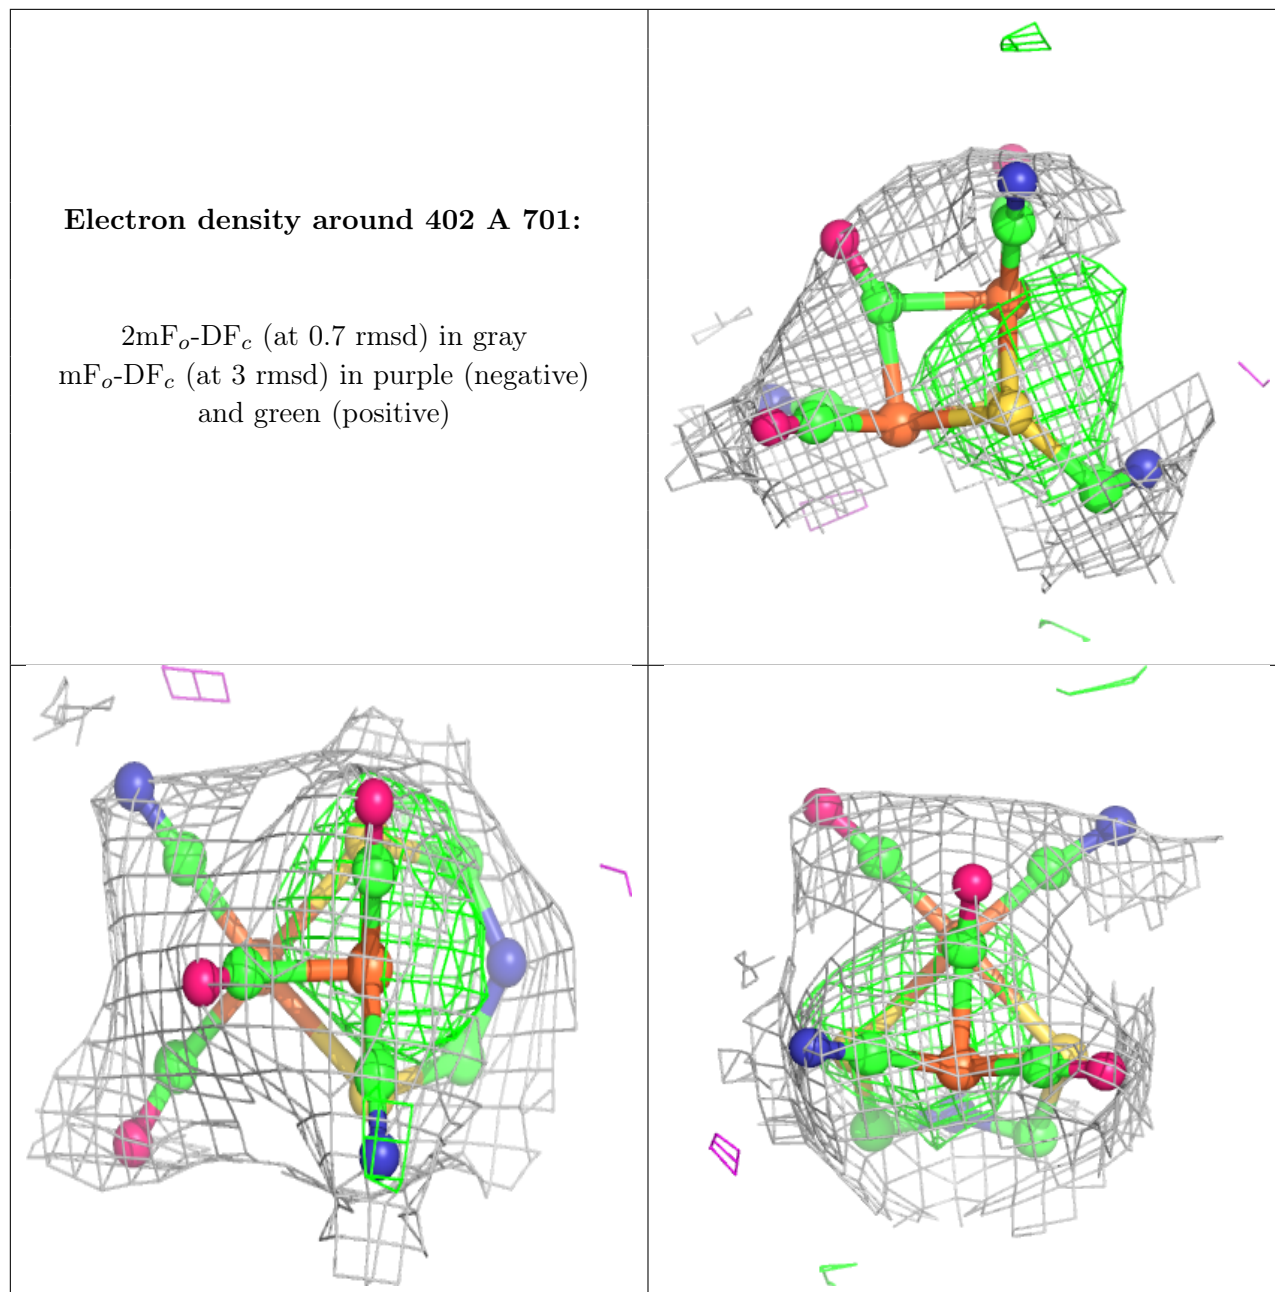 Electron density around 402 A 701:
2mFo-DFc (at 0.7 rmsd) in gray
mFo-DFc (at 3 rmsd) in purple (negative)
and green (positive)